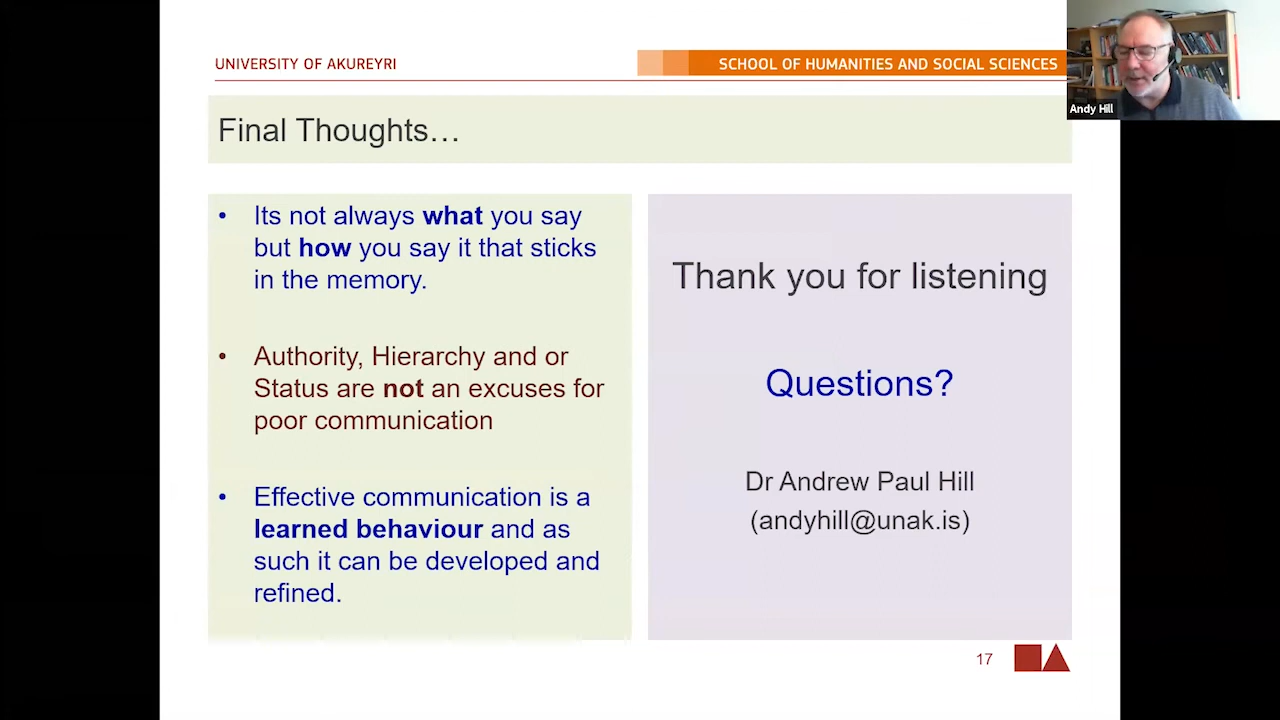 UNIVERSITY OF AKUREYRI
SCHOOL OF HUMANITIES AND SOCIAL SCIENCES
Andy Hill
Final Thoughts…
• Its not always what you say
but how you say it that sticks
in the memory.
• Authority, Hierarchy and or
Status are not an excuses for
poor communication
• Effective communication is a
learned behaviour and as
such it can be developed and
refined.
Thank you for listening
Questions?
Dr Andrew Paul Hill
(andyhill@unak.is)
17